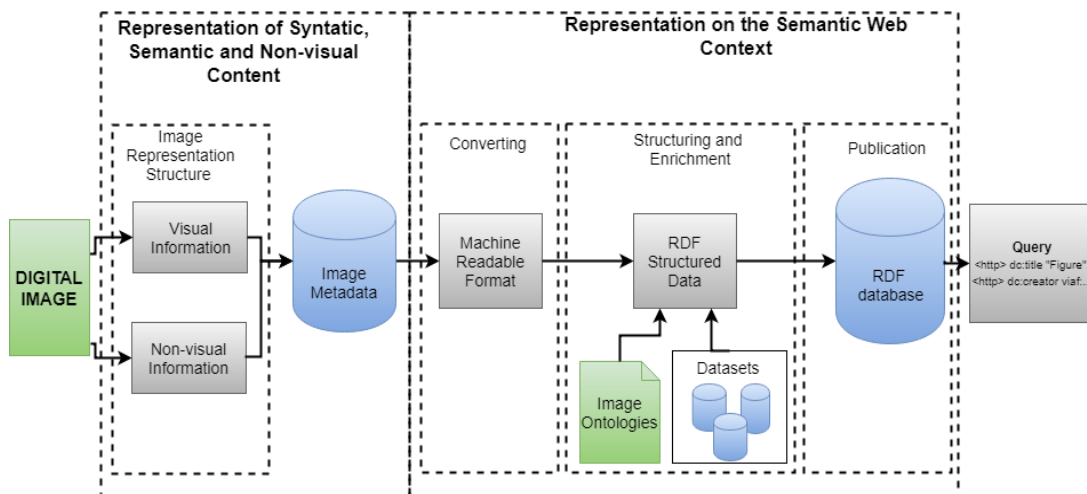 Representation of Syntatic,
Semantic and Non-visual
Content
Representation on the Semantic Web
Context
Image
Representation
Structure
Converting
Structuring and
Enrichment
Publication
DIGITAL
IMAGE
Visual
Information
Non-visual
Information
Image
Metadata
Machine
Readable
Format
RDF
Structured
Data
Image
Ontologies
Datasets
RDF
database
Query
<http> dc:title "Figure"
<http> dc:creator viaf:..